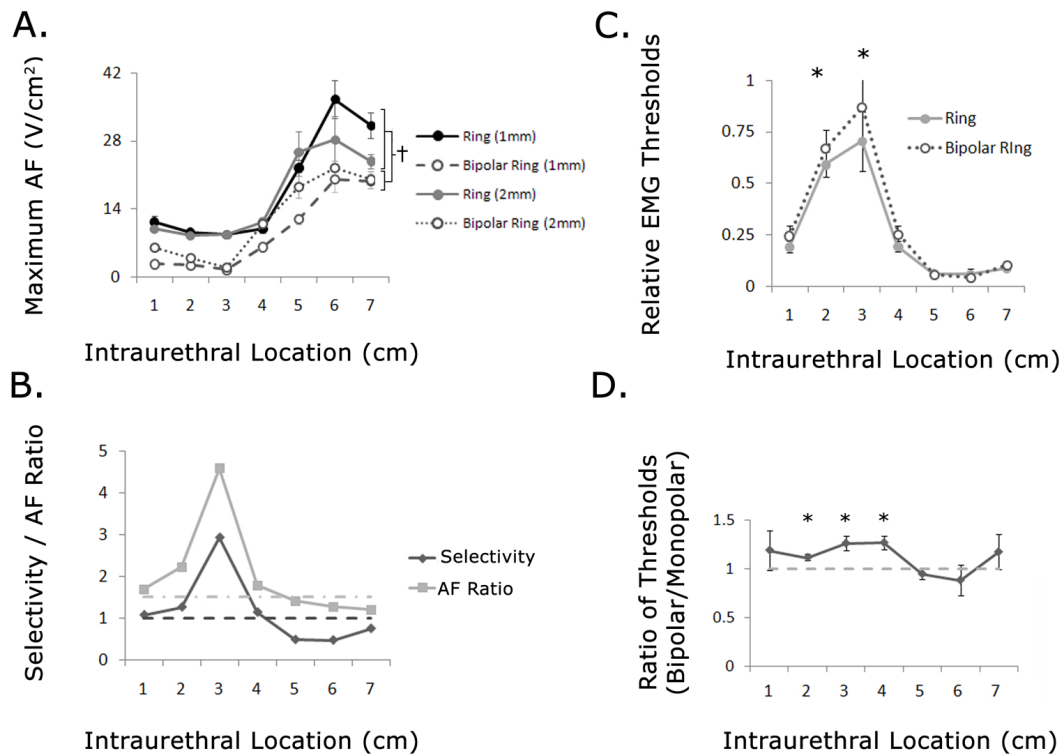 A.
Maximum AF (V/cm²)
42
28
14
0
1 2 3 4 5 6 7
Intraurethral Location (cm)
†
Ring (1mm)
Bipolar Ring (1mm)
Ring (2mm)
Bipolar Ring (2mm)
C.
Relative EMG Thresholds
* *
1
0.75
0.5
0.25
0
1 2 3 4 5 6 7
Intraurethral Location (cm)
Ring
Bipolar RIng
B.
Selectivity / AF Ratio
5
4
3
2
1
0
1 2 3 4 5 6 7
Intraurethral Location (cm)
Selectivity
AF Ratio
D.
Ratio of Thresholds
(Bipolar/Monopolar)
* * *
1.5
1
0.5
0
1 2 3 4 5 6 7
Intraurethral Location (cm)